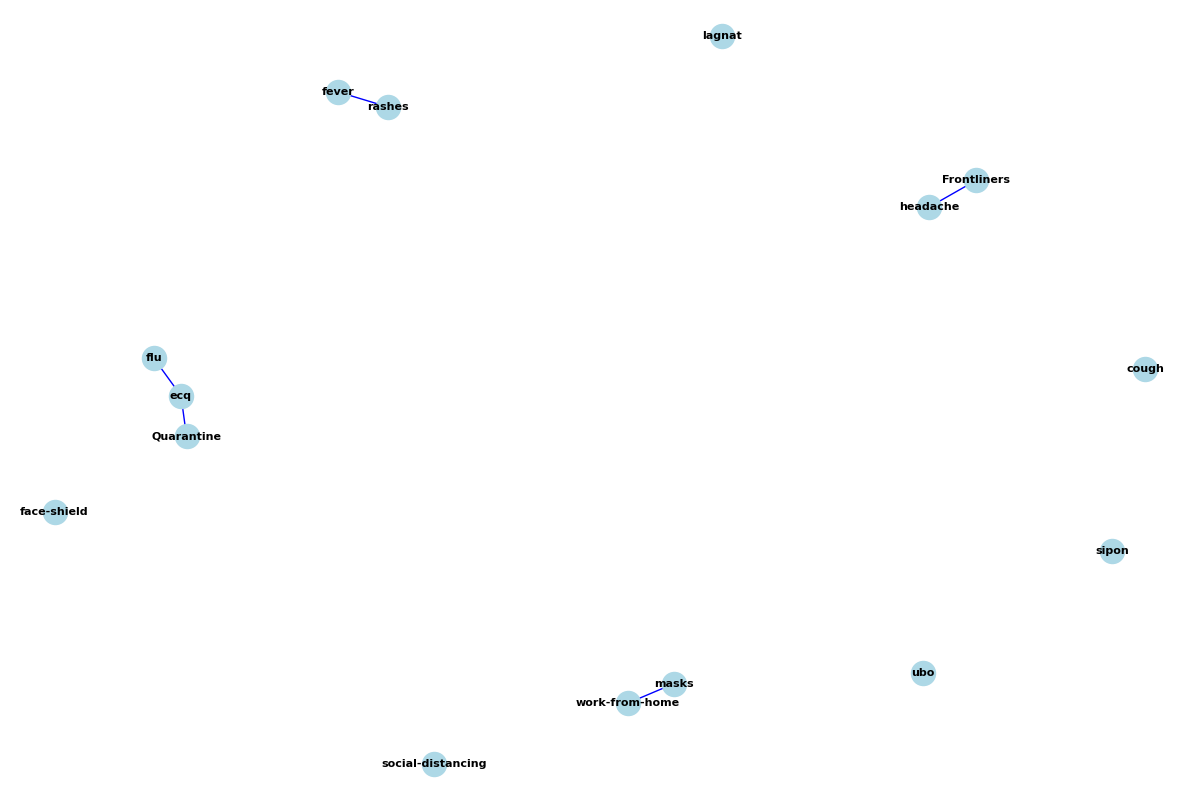 lagnat
fever
rashes
Frontliners
headache
flu
cough
ecq
Quarantine
face-shield
sipon
ubo
masks
work-from-home
social-distancing